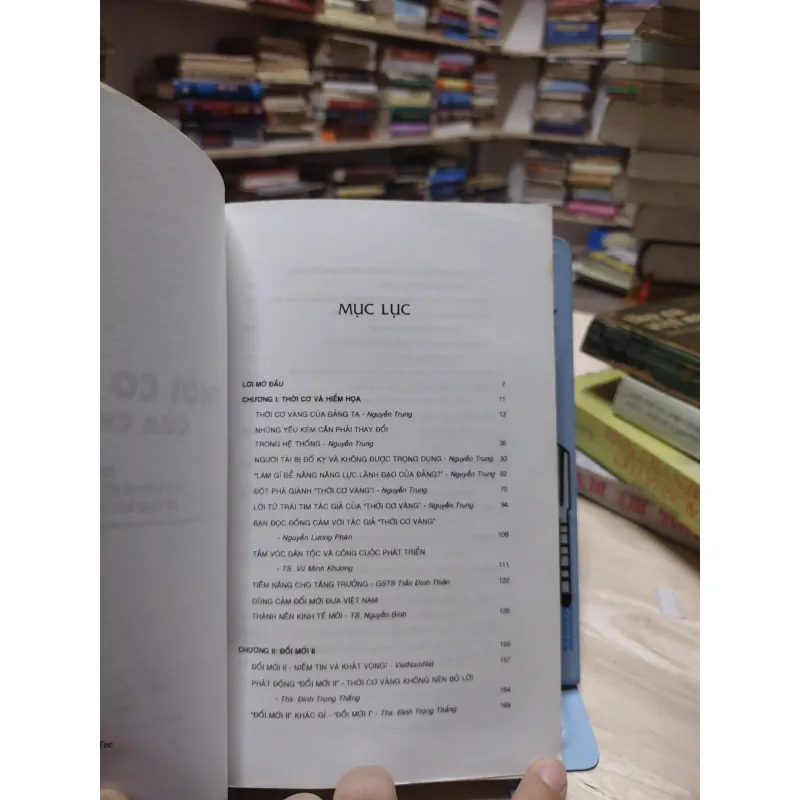 MỤC LỤC
LỜI MỞ ĐẦU 7
CHƯƠNG I: THỜI CƠ VÀ HIỂM HỌA 11
THỜI CƠ VÀNG CỦA ĐẢNG TA - Nguyễn Trung 13
NHỮNG YẾU KÉM CẦN PHẢI THAY ĐỔI
TRONG HỆ THỐNG - Nguyễn Trung 35
NGƯỜI TÀI BỊ ĐỐ KỴ VÀ KHÔNG ĐƯỢC TRỌNG DỤNG - Nguyễn Trung 53
"LÀM GÌ ĐỂ NÂNG NĂNG LỰC LÃNH ĐẠO CỦA ĐẢNG?" - Nguyễn Trung 62
ĐỘT PHÁ GIÀNH "THỜI CƠ VÀNG"! - Nguyễn Trung 70
LỜI TỪ TRÁI TIM TÁC GIẢ CỦA "THỜI CƠ VÀNG" - Nguyễn Trung 94
BẠN ĐỌC ĐỒNG CẢM VỚI TÁC GIẢ "THỜI CƠ VÀNG"
- Nguyễn Lương Phán 106
TẦM VÓC DÂN TỘC VÀ CÔNG CUỘC PHÁT TRIỂN
- TS. Vũ Minh Khương 111
TIỀM NĂNG CHO TĂNG TRƯỞNG - GSTS Trần Đình Thiên 122
DŨNG CẢM ĐỔI MỚI ĐƯA VIỆT NAM
THÀNH NỀN KINH TẾ MỚI - TS. Nguyễn Bình 135
CHƯƠNG II: ĐỔI MỚI II 155
ĐỔI MỚI II - NIỀM TIN VÀ KHÁT VỌNG! - VietNamNet 157
PHÁT ĐỘNG "ĐỔI MỚI II" - THỜI CƠ VÀNG KHÔNG NÊN BỎ LỠ!
- Ths. Đinh Trọng Thắng 164
"ĐỔI MỚI II" KHÁC GÌ - "ĐỔI MỚI I" - Ths. Đinh Trọng Thắng 169